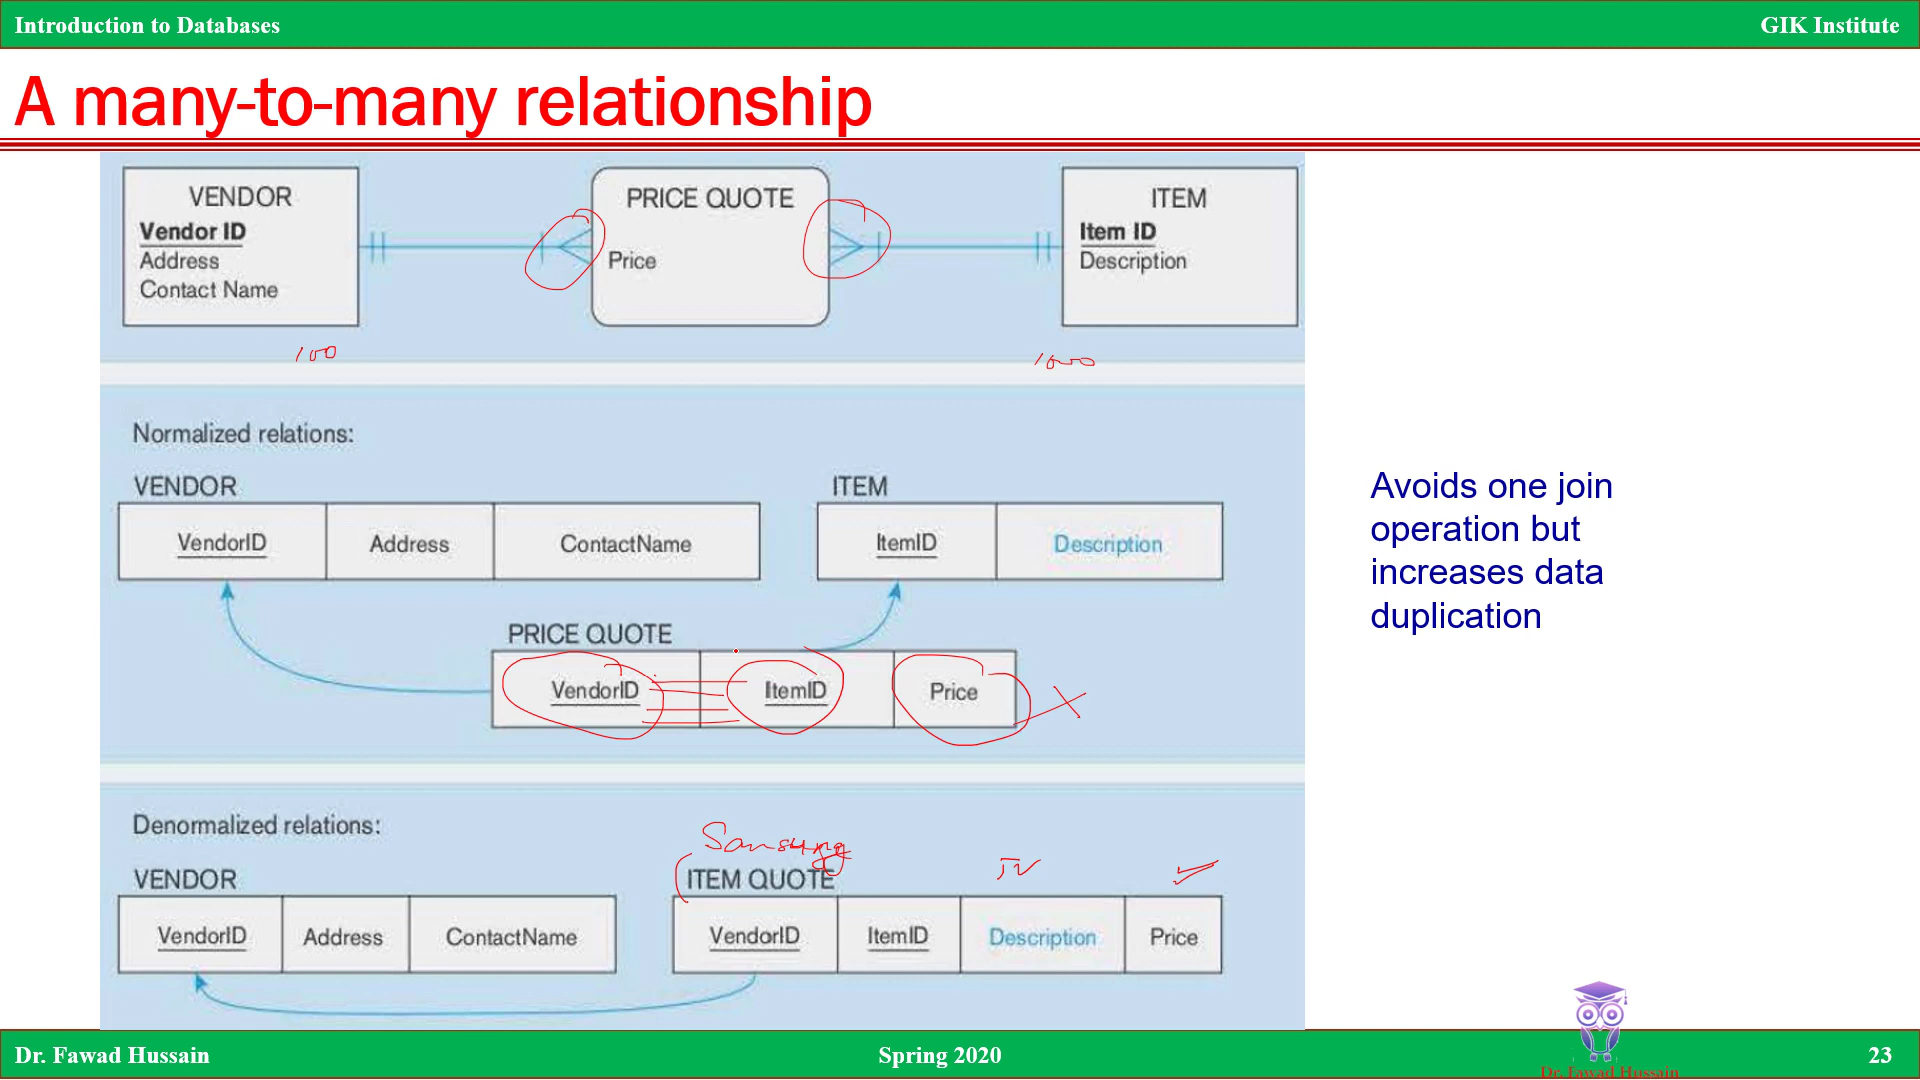 Introduction to Databases
GIK Institute
A many-to-many relationship
VENDOR
Vendor ID
Address
Contact Name
PRICE QUOTE
Price
ITEM
Item ID
Description
100
1000
Normalized relations:
VENDOR
VendorID Address ContactName
ITEM
ItemID Description
PRICE QUOTE
VendorID ItemID Price
Avoids one join
operation but
increases data
duplication
Denormalized relations:
Samsung
TV
VENDOR
VendorID Address ContactName
ITEM QUOTE
VendorID ItemID Description Price
Dr. Fawad Hussain
Spring 2020
Dr. Fawad Hussain
23